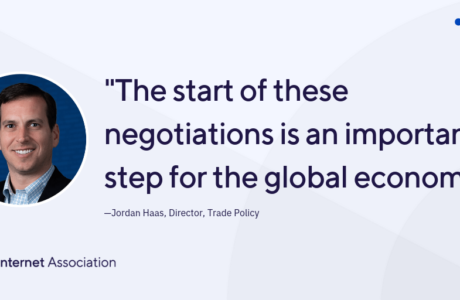 "The start of these
negotiations is an importan
step for the global econom
—Jordan Haas, Director, Trade Policy
nternet Association